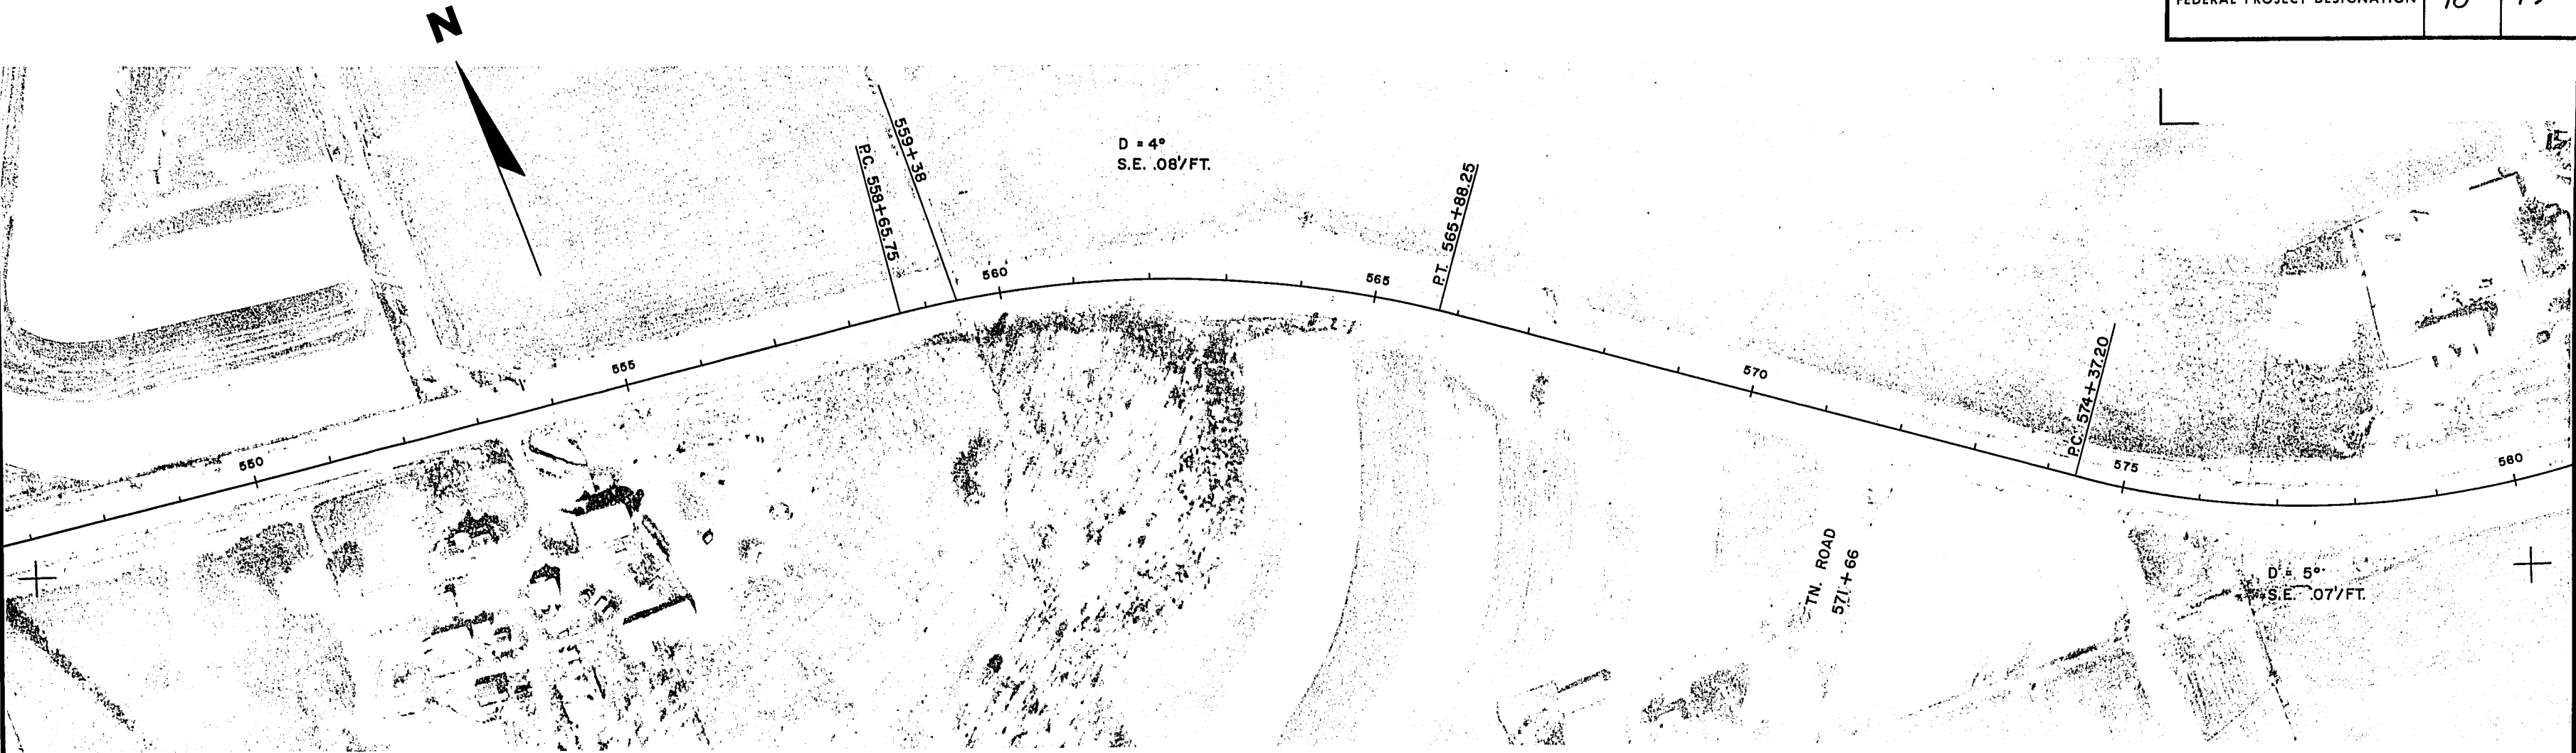 FEDERAL PROJECT DESIGNATION
N
D = 4°
S.E. .08'/FT.
P.C. 558+65.75
559+38
P.T. 565+88.25
560
565
555
570
550
P.C. 574+37.20
575
580
TN. ROAD
571+66
D = 5°
S.E. .07'/FT.